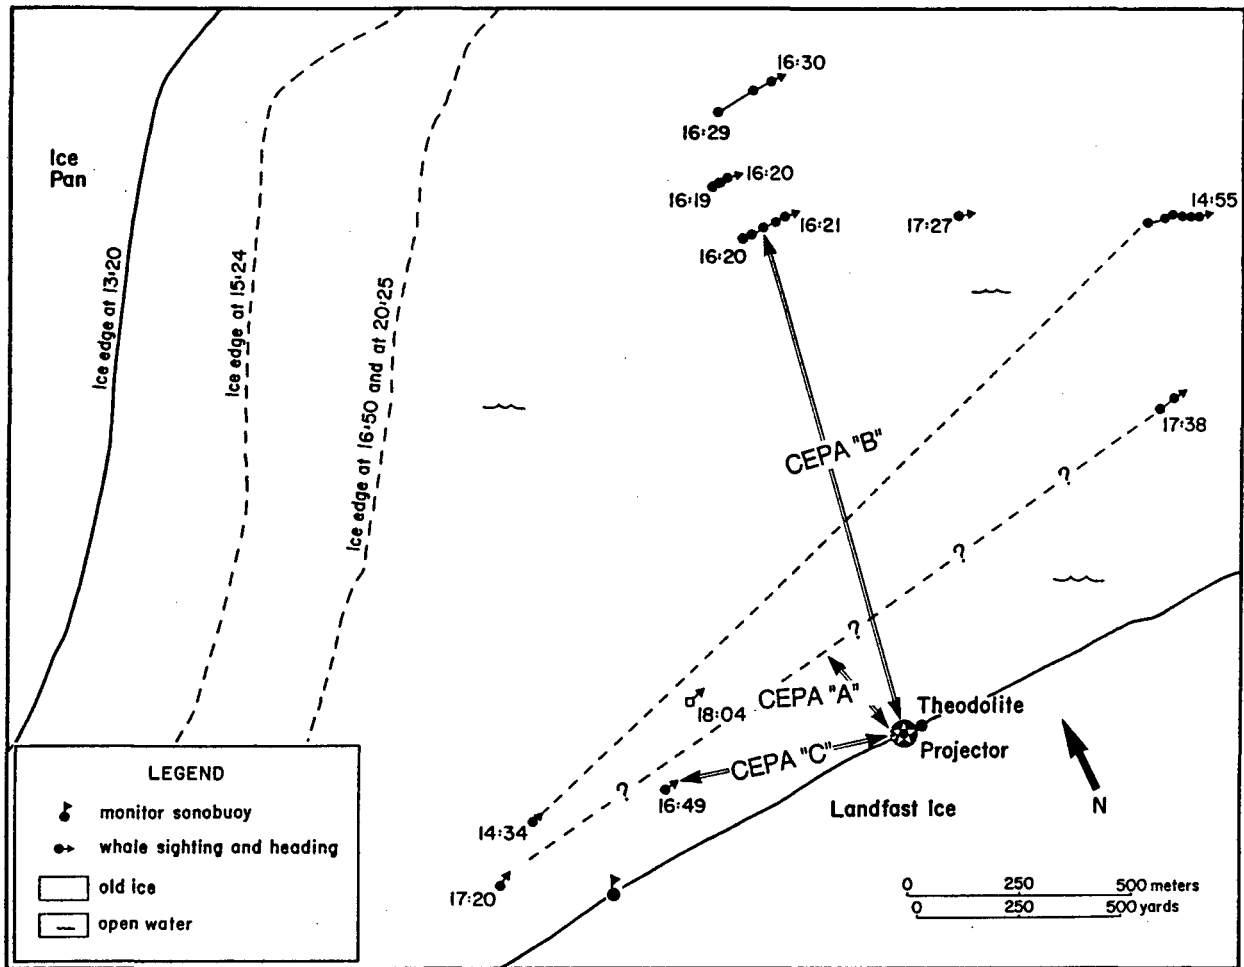 16:30
16:29
Ice
Pan
16:20
16:19
16:21
16:20
17:27
14:55
Ice edge at 13:20
Ice edge at 15:24
Ice edge at 16:50 and at 20:25
17:38
CEPA "B"
?
?
?
CEPA "A"
18:04
Theodolite
Projector
CEPA "C"
?
16:49
14:34
17:20
Landfast Ice
N
LEGEND
monitor sonobuoy
whale sighting and heading
old ice
open water
0 250 500 meters
0 250 500 yards